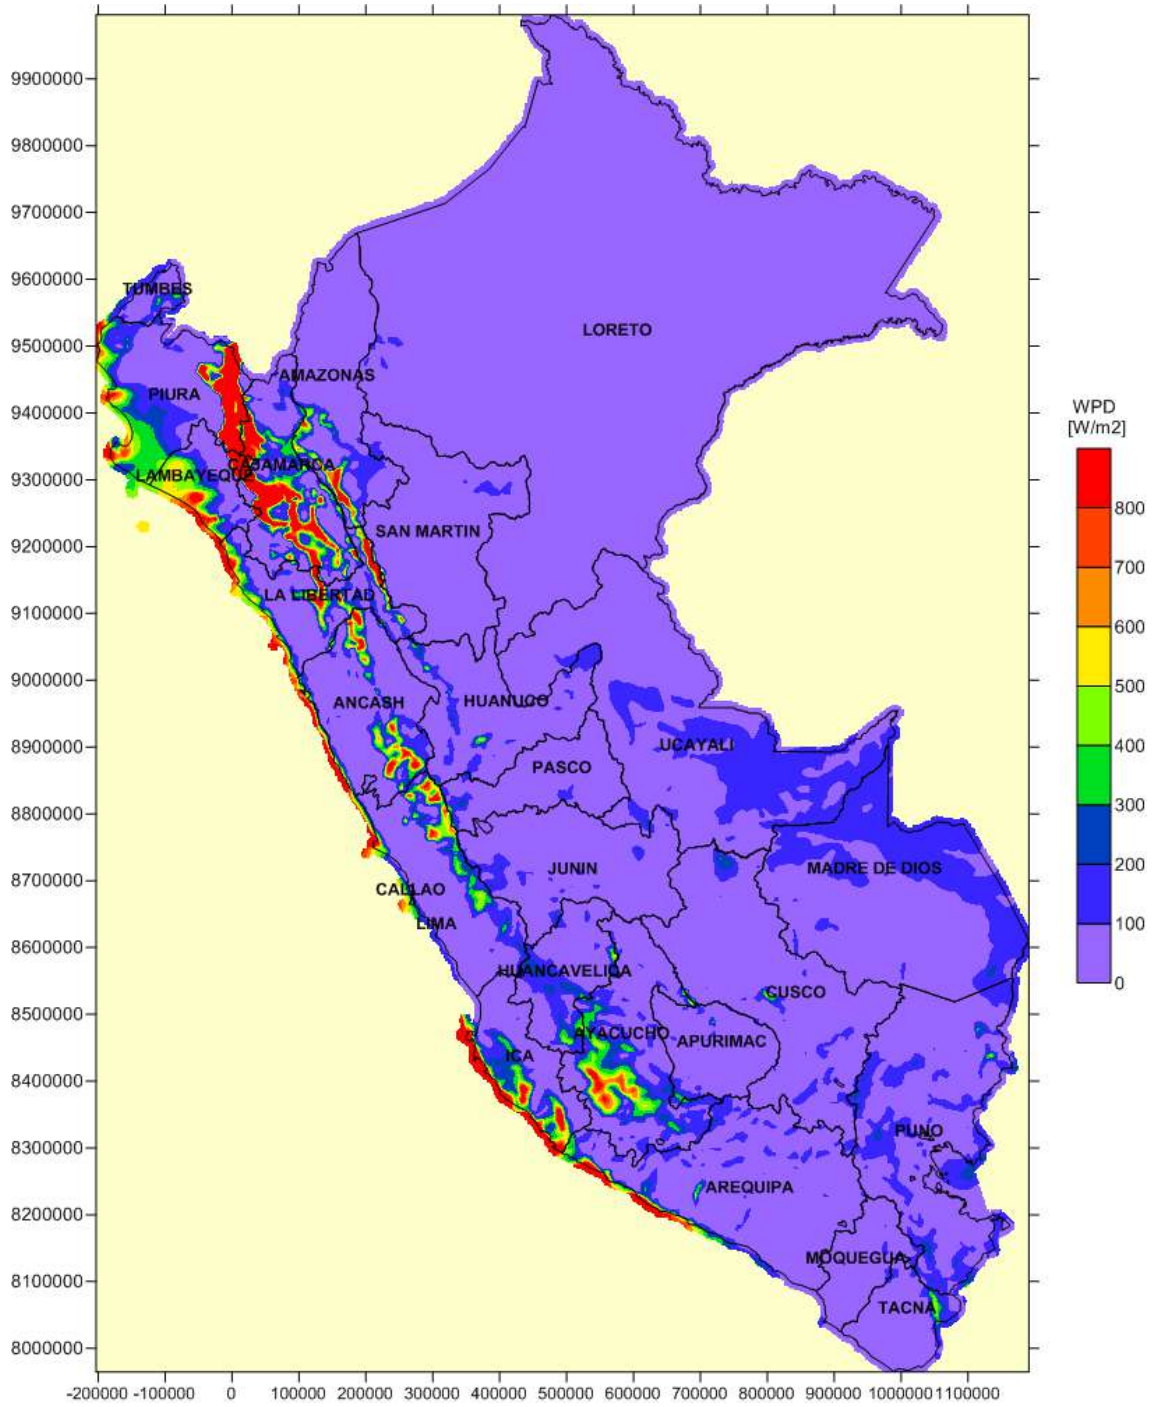 9900000
9800000
9700000
9600000
TUMBES
LORETO
9500000
AMAZONAS
PIURA
9400000
WPD
[W/m2]
CAJAMARCA
LAMBAYEQUE
9300000
800
SAN MARTIN
9200000
700
LA LIBERTAD
9100000
600
9000000
500
ANCASH
HUANUCO
8900000
UCAYALI
400
PASCO
8800000
300
JUNIN
MADRE DE DIOS
200
8700000
CALLAO
LIMA
100
8600000
HUANCAVELICA
0
CUSCO
8500000
AYACUCHO
APURIMAC
ICA
8400000
PUNO
8300000
AREQUIPA
8200000
MOQUEGUA
8100000
TACNA
8000000
-200000 -100000 0 100000 200000 300000 400000 500000 600000 700000 800000 900000 1000000 1100000